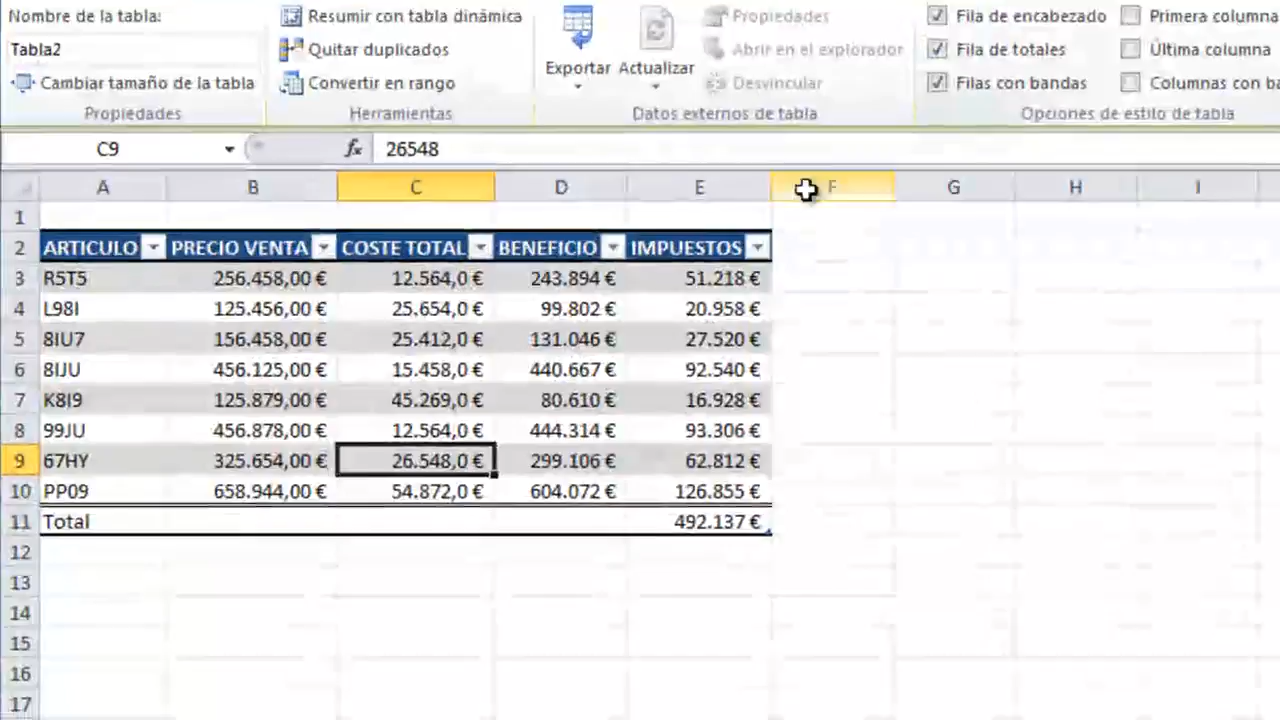 Nombre de la tabla:
Tabla2
Cambiar tamaño de la tabla
Propiedades
Resumir con tabla dinámica
Quitar duplicados
Convertir en rango
Herramientas
Exportar
Actualizar
Propiedades
Abrir en el explorador
Desvincular
Datos externos de tabla
Fila de encabezado
Fila de totales
Filas con bandas
Primera columna
Última columna
Columnas con ba
Opciones de estilo de tabla
C9 fx 26548
A B C D E F G H I
1
2 ARTICULO PRECIO VENTA COSTE TOTAL BENEFICIO IMPUESTOS
3 R5T5 256.458,00 € 12.564,0 € 243.894 € 51.218 €
4 L98I 125.456,00 € 25.654,0 € 99.802 € 20.958 €
5 8IU7 156.458,00 € 25.412,0 € 131.046 € 27.520 €
6 8IJU 456.125,00 € 15.458,0 € 440.667 € 92.540 €
7 K8I9 125.879,00 € 45.269,0 € 80.610 € 16.928 €
8 99JU 456.878,00 € 12.564,0 € 444.314 € 93.306 €
9 67HY 325.654,00 € 26.548,0 € 299.106 € 62.812 €
10 PP09 658.944,00 € 54.872,0 € 604.072 € 126.855 €
11 Total 492.137 €
12
13
14
15
16
17